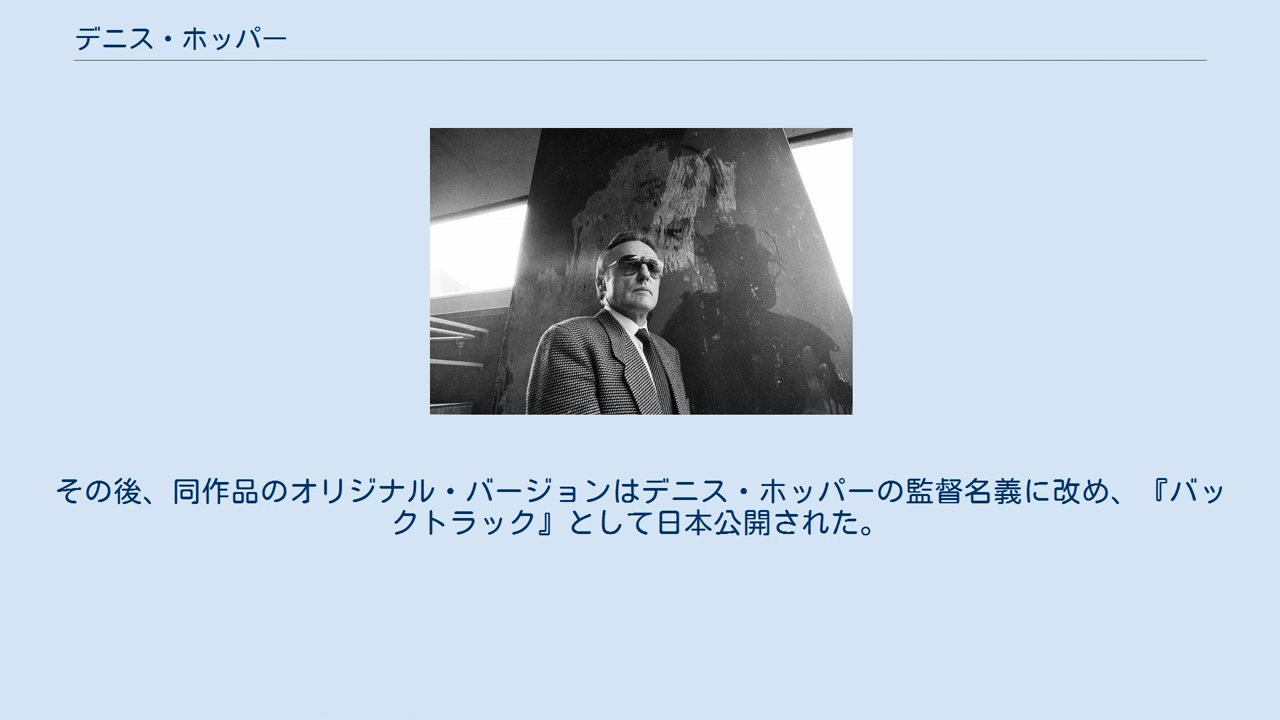 デニス・ホッパー
その後、同作品のオリジナル・バージョンはデニス・ホッパーの監督名義に改め、『バッ
クトラック』として日本公開された。